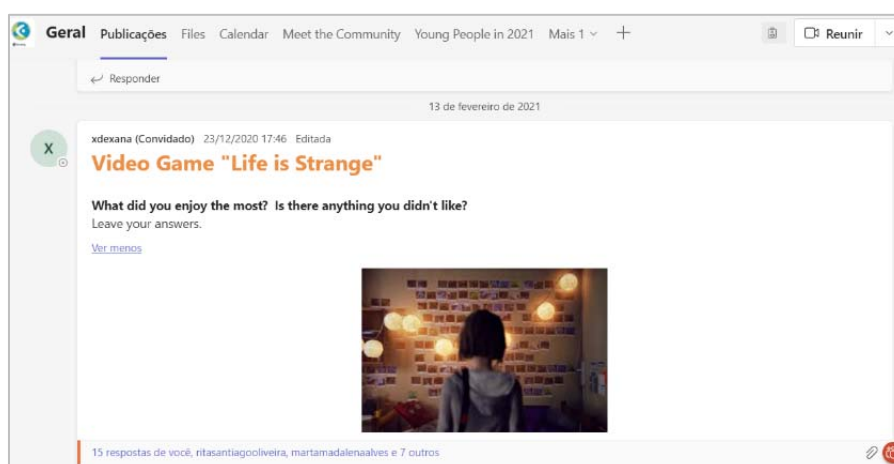 Geral Publicações Files Calendar Meet the Community Young People in 2021 Mais 1 Reunir
Responder
13 de fevereiro de 2021
X
xdexana (Convidado) 23/12/2020 17:46 Editada
Video Game "Life is Strange"
What did you enjoy the most? Is there anything you didn't like?
Leave your answers.
Ver menos
15 respostas de você, ritasantiagooliveira, martamadalenaalves e 7 outros